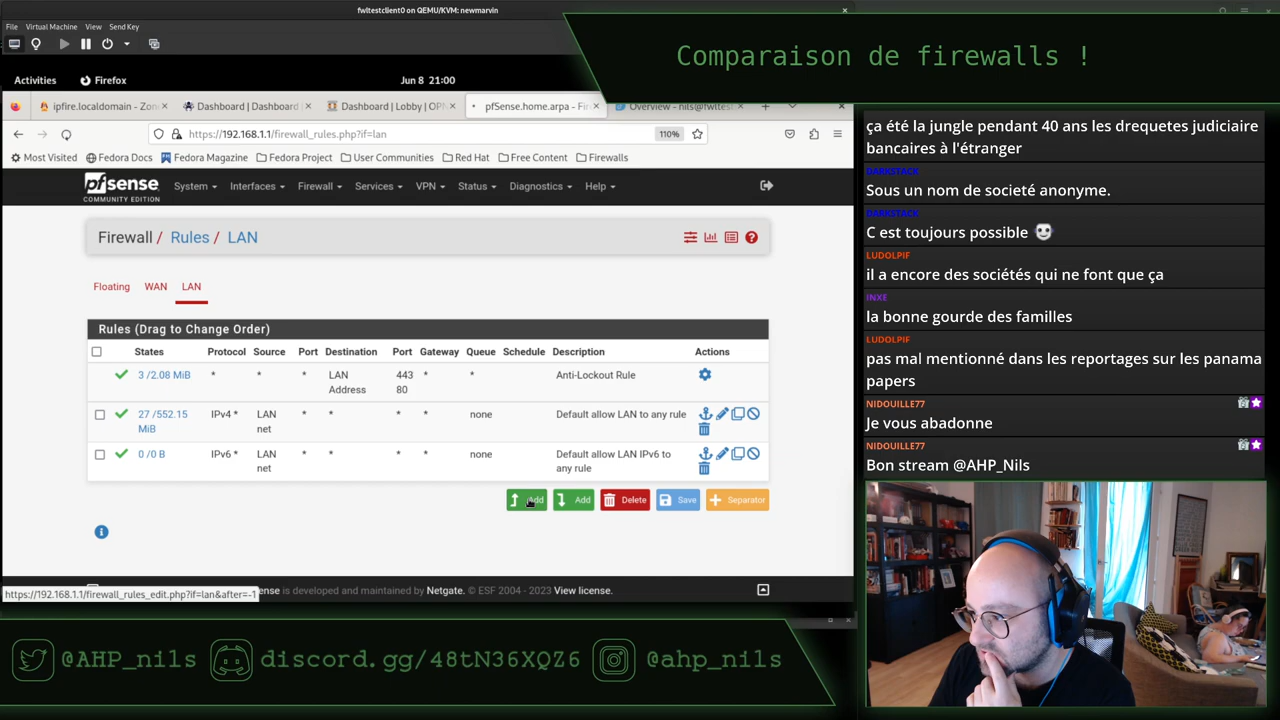 fwltestclient0 on QEMU/KVM: newmarvin
File Virtual Machine View Send Key
Comparaison de firewalls !
Activities Firefox Jun 8 21:00
ipfire.localdomain - Zon Dashboard | Dashboard | Dashboard | Lobby | OPN pfSense.home.arpa - Fir Overview - nils@fwltes
https://192.168.1.1/firewall_rules.php?if=lan 110%
Most Visited Fedora Docs Fedora Magazine Fedora Project User Communities Red Hat Free Content Firewalls
pfsense
COMMUNITY EDITION
System Interfaces Firewall Services VPN Status Diagnostics Help
Firewall / Rules / LAN
Floating WAN LAN
Rules (Drag to Change Order)
States Protocol Source Port Destination Port Gateway Queue Schedule Description Actions
3 /2.08 MiB * * * LAN Address 443 80 * * Anti-Lockout Rule
27 /552.15 MiB IPv4 * LAN net * * * * none Default allow LAN to any rule
0 /0 B IPv6 * LAN net * * * * none Default allow LAN IPv6 to any rule
Add Add Delete Save Separator
https://192.168.1.1/firewall_rules_edit.php?if=lan&after=-1
ense is developed and maintained by Netgate. © ESF 2004 - 2023 View license.
ça été la jungle pendant 40 ans les drequetes judiciaire
bancaires à l'étranger
DARKSTACK
Sous un nom de societé anonyme.
DARKSTACK
C est toujours possible
LUDOLPIF
il a encore des sociétés qui ne font que ça
INXE
la bonne gourde des familles
LUDOLPIF
pas mal mentionné dans les reportages sur les panama
papers
NIDOUILLE77
Je vous abadonne
NIDOUILLE77
Bon stream @AHP_Nils
@AHP_nils discord.gg/48tN36XQZ6 @ahp_nils